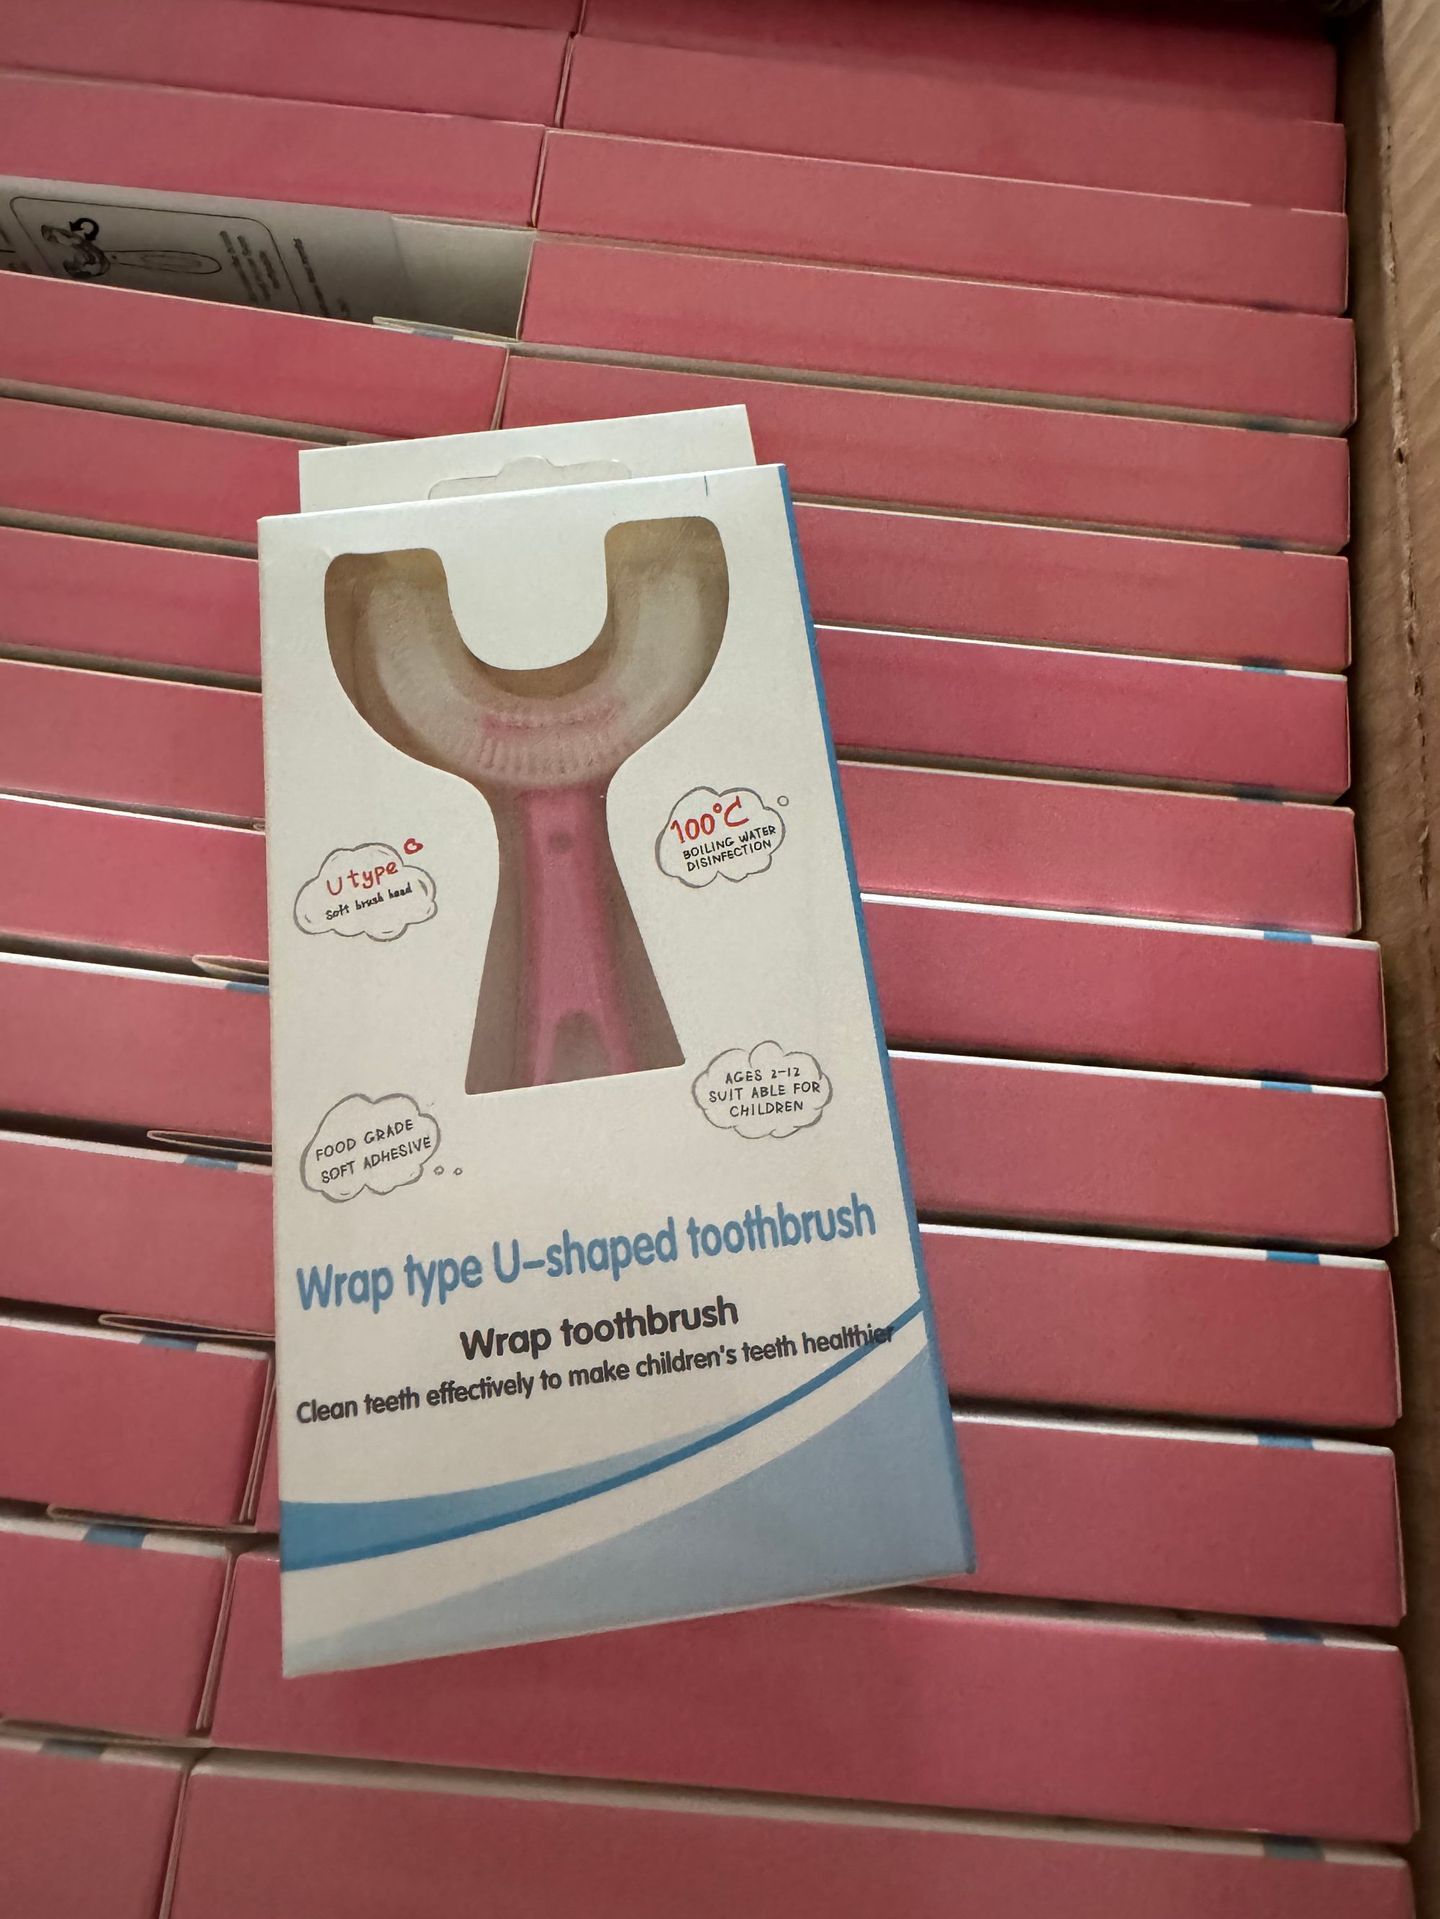 U type
Soft brush head
100°C
BOILING WATER
DISINFECTION
AGES 2-12
SUIT ABLE FOR
CHILDREN
FOOD GRADE
SOFT ADHESIVE
Wrap type U-shaped toothbrush
Wrap toothbrush
Clean teeth effectively to make children's teeth healthier